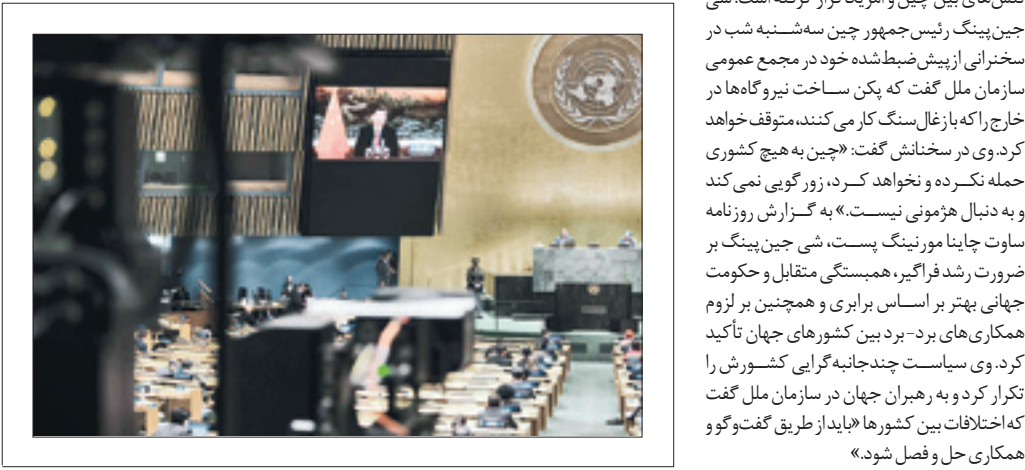 تنش‌های بین چین و آمریکا قرار گرفته است. شی
جین‌پینگ رئیس‌جمهور چین سه‌شنبه شب در
سخنرانی از پیش ضبط‌شده خود در مجمع عمومی
سازمان ملل گفت که پکن ساخت نیروگاه‌ها در
خارج را که با زغال‌سنگ کار می‌کنند، متوقف خواهد
کرد. وی در سخنانش گفت: «چین به هیچ کشوری
حمله نکرده و نخواهد کرد، زورگویی نمی‌کند
و به دنبال هژمونی نیست.» به گزارش روزنامه
ساوت چاینا مورنینگ پست، شی جین‌پینگ بر
ضرورت رشد فراگیر، همبستگی متقابل و حکومت
جهانی بهتر بر اساس برابری و همچنین بر لزوم
همکاری‌های برد-برد بین کشورهای جهان تأکید
کرد. وی سیاست چندجانبه‌گرایی کشورش را
تکرار کرد و به رهبران جهان در سازمان ملل گفت
که اختلافات بین کشورها «باید از طریق گفت‌وگو و
همکاری حل و فصل شود.»